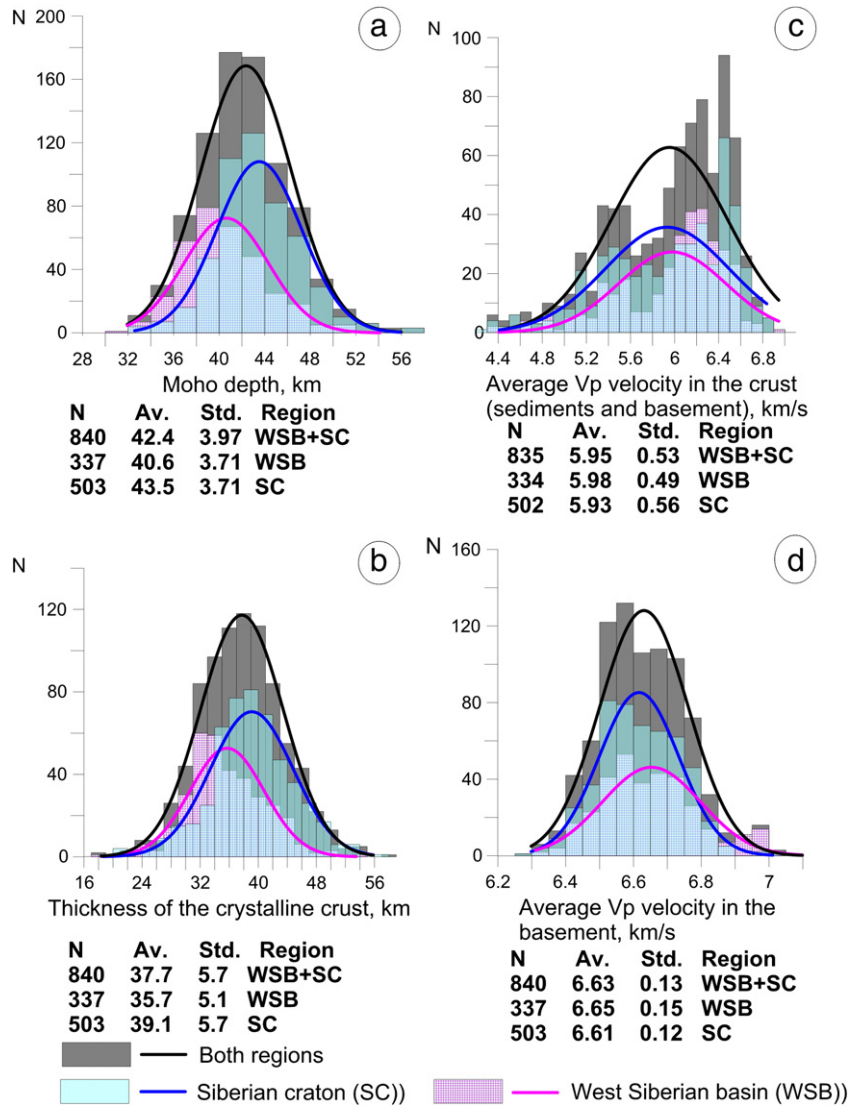 N
a
200
160
120
80
40
0
28 32 36 40 44 48 52 56
Moho depth, km
N Av. Std. Region
840 42.4 3.97 WSB+SC
337 40.6 3.71 WSB
503 43.5 3.71 SC
N
c
100
80
60
40
20
0
4.4 4.8 5.2 5.6 6 6.4 6.8
Average Vp velocity in the crust
(sediments and basement), km/s
N Av. Std. Region
835 5.95 0.53 WSB+SC
334 5.98 0.49 WSB
502 5.93 0.56 SC
N
b
120
80
40
0
16 24 32 40 48 56
Thickness of the crystalline crust, km
N Av. Std. Region
840 37.7 5.7 WSB+SC
337 35.7 5.1 WSB
503 39.1 5.7 SC
N
d
160
120
80
40
0
6.2 6.4 6.6 6.8 7
Average Vp velocity in the
basement, km/s
N Av. Std. Region
840 6.63 0.13 WSB+SC
337 6.65 0.15 WSB
503 6.61 0.12 SC
Both regions
Siberian craton (SC))
West Siberian basin (WSB))